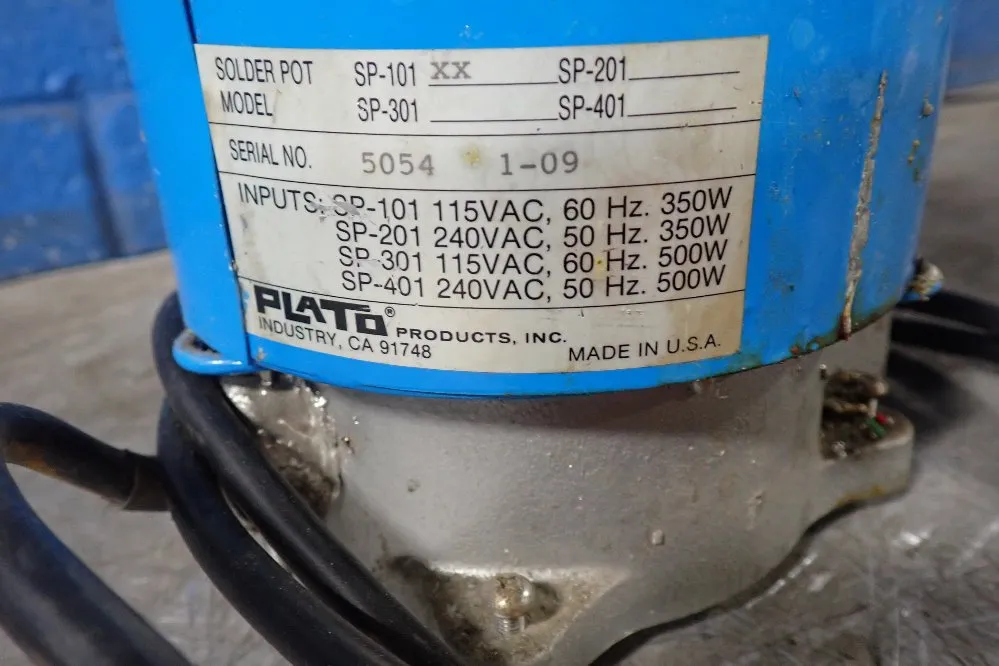 SOLDER POT SP-101 XX SP-201
MODEL SP-301 SP-401
SERIAL NO. 5054 1-09
INPUTS: SP-101 115VAC, 60 Hz. 350W
SP-201 240VAC, 50 Hz. 350W
SP-301 115VAC, 60 Hz. 500W
SP-401 240VAC, 50 Hz. 500W
PLATO® PRODUCTS, INC.
INDUSTRY, CA 91748 MADE IN U.S.A.